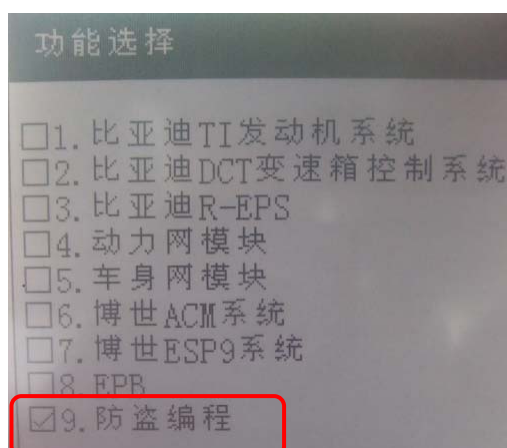 功能选择
□1. 比亚迪TI发动机系统
□2. 比亚迪DCT变速箱控制系统
□3. 比亚迪R-EPS
□4. 动力网模块
□5. 车身网模块
□6. 博世ACM系统
□7. 博世ESP9系统
□8. EPB
☑9. 防盗编程